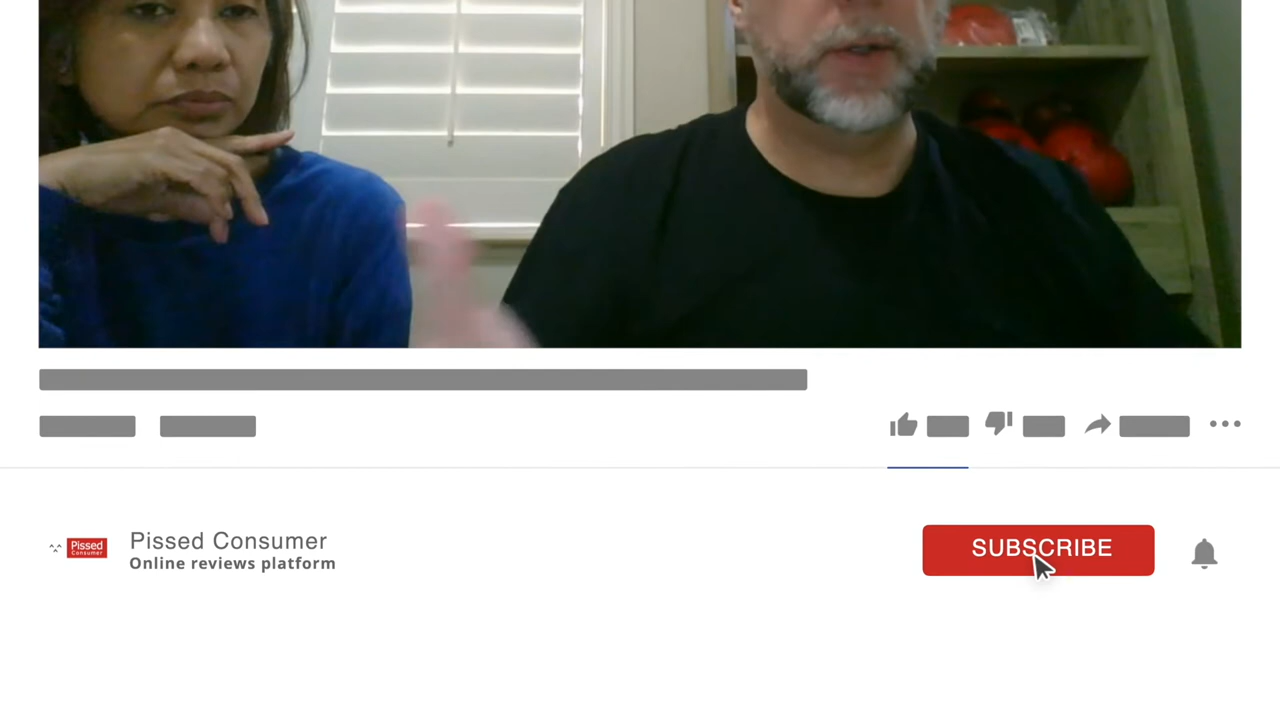 Pissed
Consumer
Pissed Consumer
Online reviews platform
SUBSCRIBE